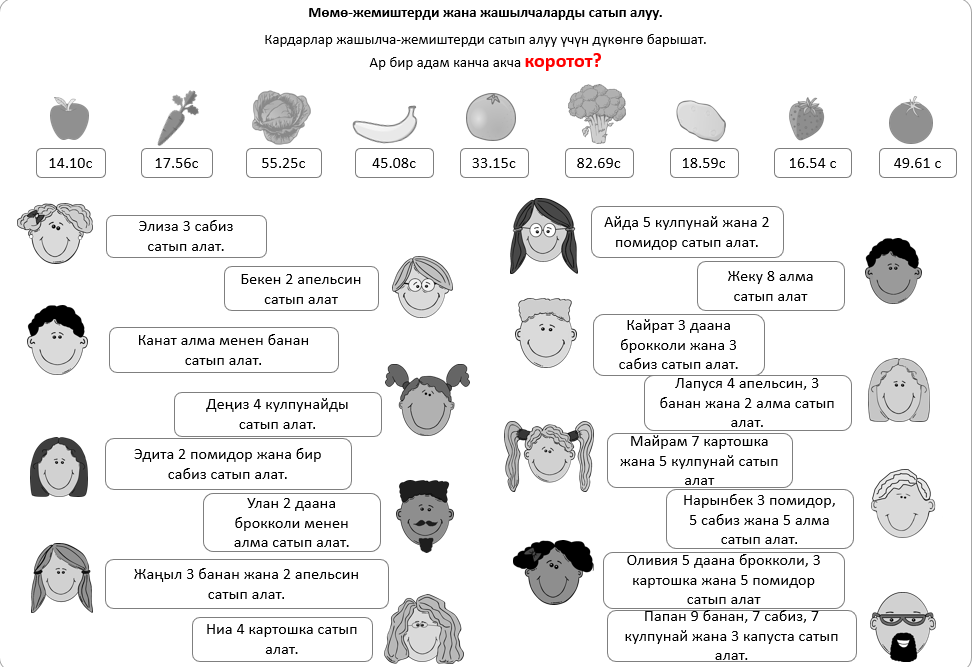 Мөмө-жемиштерди жана жашылчаларды сатып алуу.
Кардарлар жашылча-жемиштерди сатып алуу үчүн дүкөнгө барышат.
Ар бир адам канча акча коротот?
14.10с
17.56с
55.25с
45.08с
33.15с
82.69с
18.59с
16.54 с
49.61 с
Элиза 3 сабиз
сатып алат.
Бекен 2 апельсин
сатып алат
Канат алма менен банан
сатып алат.
Деңиз 4 кулпунайды
сатып алат.
Эдита 2 помидор жана бир
сабиз сатып алат.
Улан 2 даана
брокколи менен
алма сатып алат.
Жаңыл 3 банан жана 2 апельсин
сатып алат.
Ниа 4 картошка сатып
алат.
Айда 5 кулпунай жана 2
помидор сатып алат.
Жеку 8 алма
сатып алат
Кайрат 3 даана
брокколи жана 3
сабиз сатып алат.
Лапуся 4 апельсин, 3
банан жана 2 алма сатып
алат.
Майрам 7 картошка
жана 5 кулпунай сатып
алат
Нарынбек 3 помидор,
5 сабиз жана 5 алма
сатып алат.
Оливия 5 даана брокколи, 3
картошка жана 5 помидор
сатып алат
Папан 9 банан, 7 сабиз, 7
кулпунай жана 3 капуста сатып
алат.